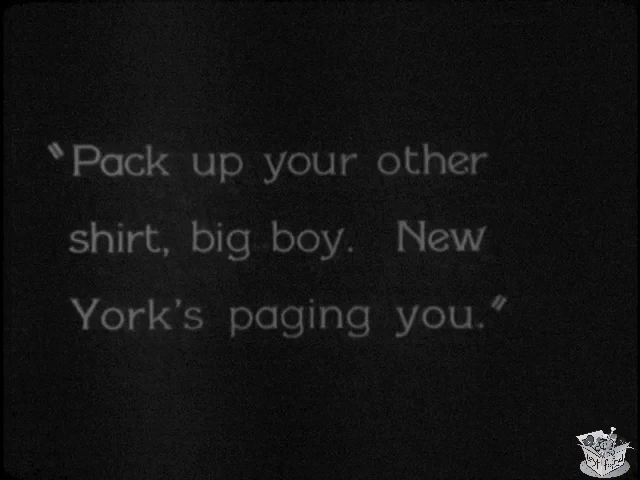 "Pack up your other
shirt, big boy. New
York's paging you."